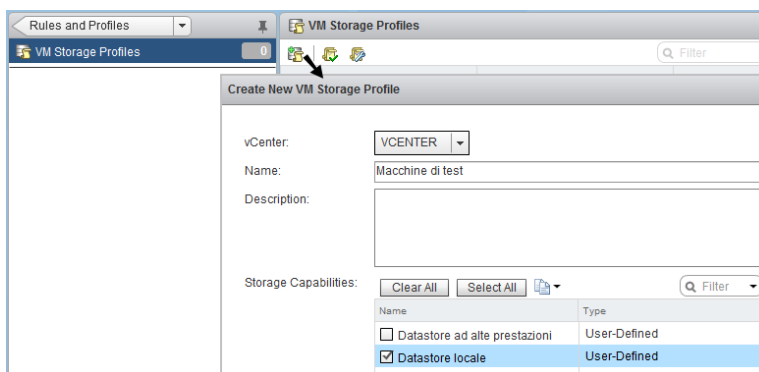 Rules and Profiles
VM Storage Profiles 0
VM Storage Profiles
Filter
Create New VM Storage Profile
vCenter: VCENTER
Name: Macchine di test
Description:
Storage Capabilities: Clear All Select All Filter
Name Type
Datastore ad alte prestazioni User-Defined
Datastore locale User-Defined